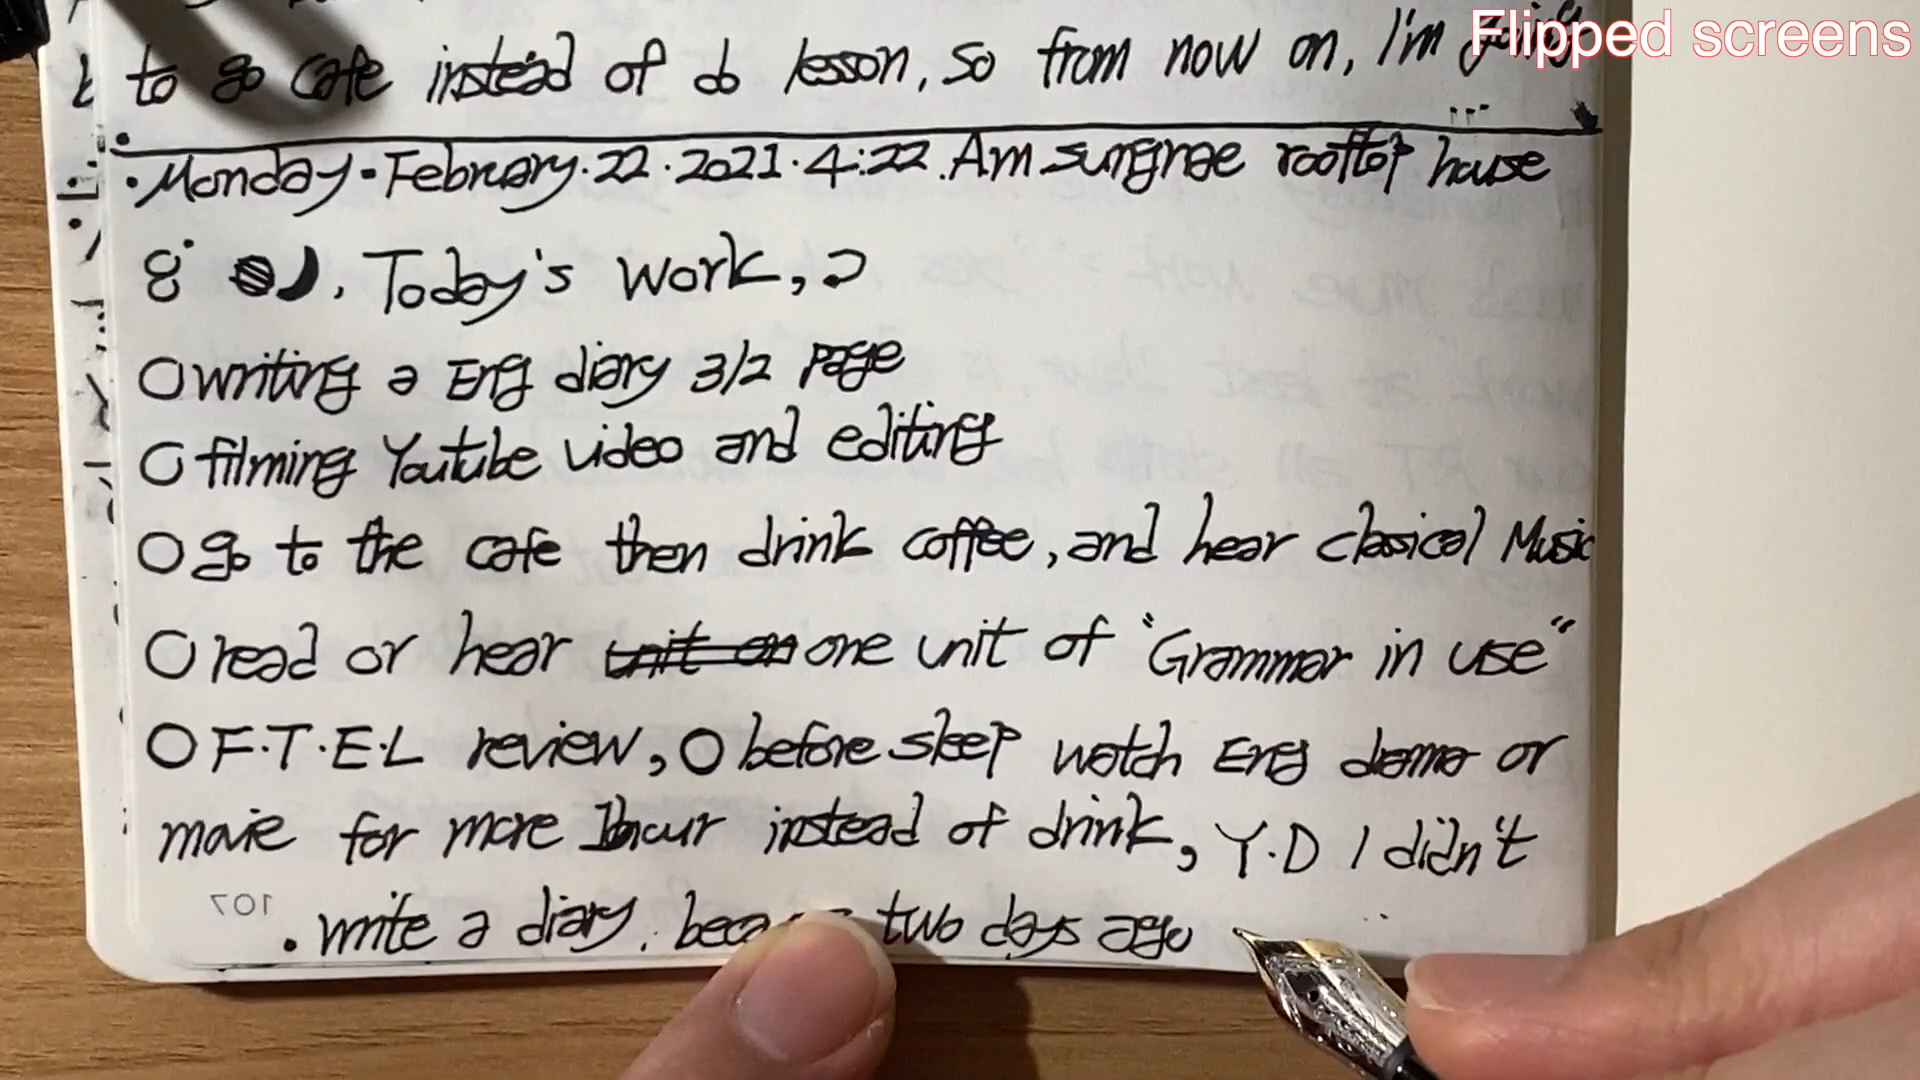 Flipped screens
to go cafe instead of do lesson, so from now on, I'm going
Monday · February · 22 · 2021 · 4:22 . Am sungnae rooftop house
8° , Today's work,
writing a Eng diary 3/2 page
filming Youtube video and editing
go to the cafe then drink coffee, and hear classical Music
read or hear unit on one unit of "Grammar in use"
F·T·E·L review, before sleep watch Eng drama or
movie for more 1hour instead of drink, Y·D I didn't
107
write a diary. two days ago